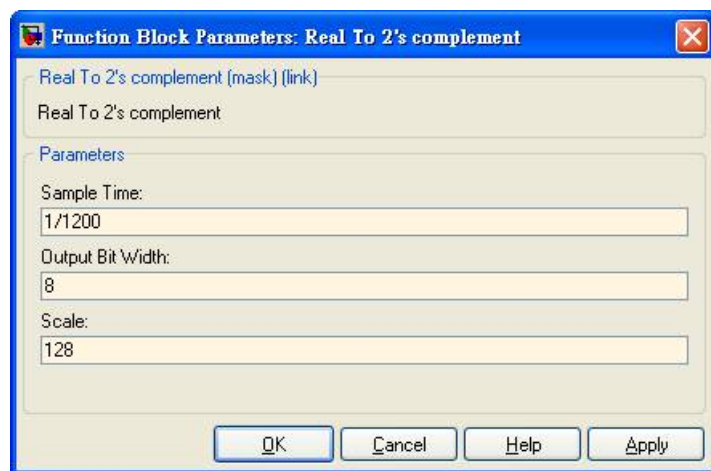 Function Block Parameters: Real To 2's complement
Real To 2's complement (mask) (link)
Real To 2's complement
Parameters
Sample Time:
1/1200
Output Bit Width:
8
Scale:
128
OK Cancel Help Apply